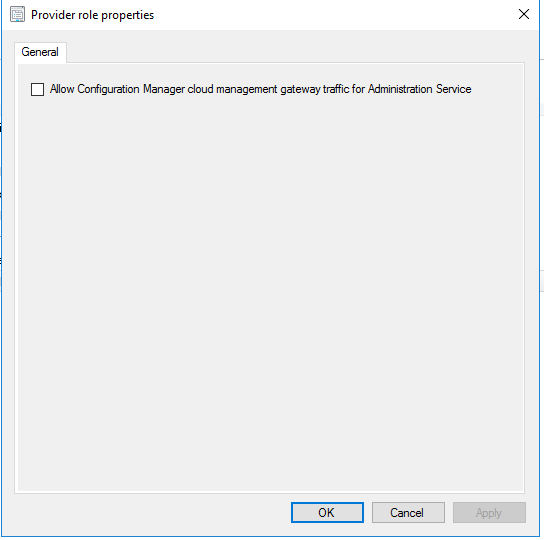 Provider role properties
General
Allow Configuration Manager cloud management gateway traffic for Administration Service
OK
Cancel
Apply